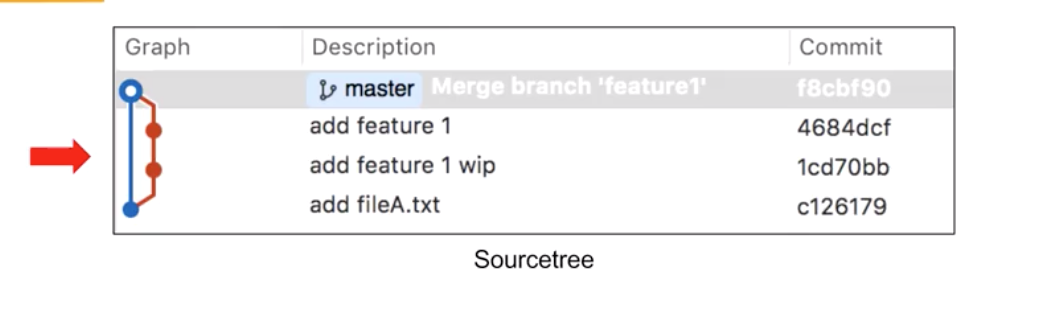 Graph Description Commit
master Merge branch 'feature1' f8cbf90
add feature 1 4684dcf
add feature 1 wip 1cd70bb
add fileA.txt c126179
Sourcetree